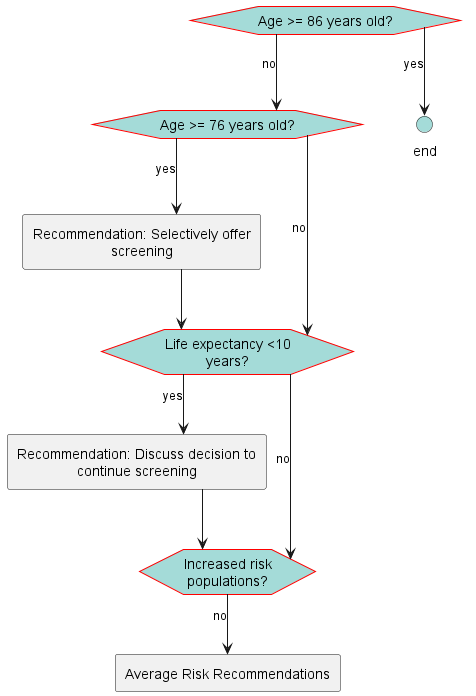 Age >= 86 years old?
no
yes
Age >= 76 years old?
end
yes
Recommendation: Selectively offer
screening
no
Life expectancy <10
years?
yes
Recommendation: Discuss decision to
continue screening
no
Increased risk
populations?
no
Average Risk Recommendations